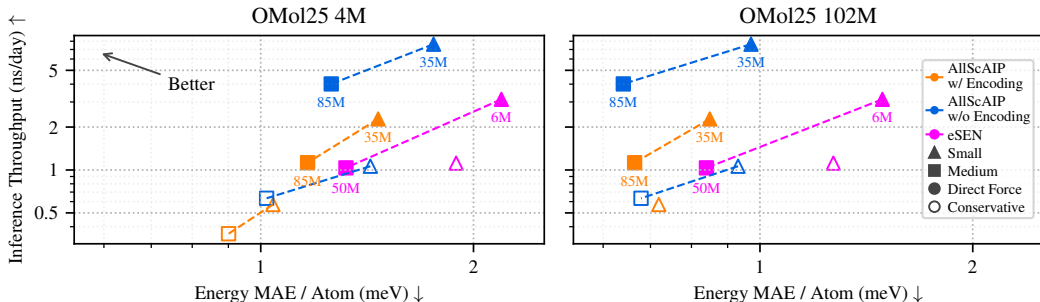 OMol25 4M
OMol25 102M
Inference Throughput (ns/day) ↑
5
2
1
0.5
Better
35M
85M
35M
85M
6M
50M
1
2
Energy MAE / Atom (meV) ↓
35M
85M
35M
85M
6M
50M
1
2
Energy MAE / Atom (meV) ↓
AllScAIP
w/ Encoding
AllScAIP
w/o Encoding
eSEN
Small
Medium
Direct Force
Conservative